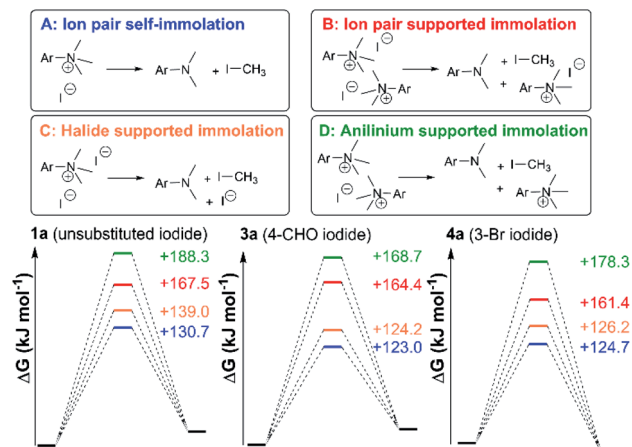 A: Ion pair self-immolation
Ar-N ⊕ I ⊖
Ar N
+ I-CH3
B: Ion pair supported immolation
Ar-N ⊕ I ⊖
I ⊖ N-Ar ⊕
Ar N
+ I-CH3
+ Ar-N ⊕ I ⊖
C: Halide supported immolation
Ar-N ⊕ I ⊖
I ⊖
Ar N
+ I-CH3
+ I ⊖
D: Anilinium supported immolation
Ar-N ⊕
I ⊖ N-Ar ⊕
Ar N
+ I-CH3
+ Ar-N ⊕
1a (unsubstituted iodide)
ΔG (kJ mol⁻¹)
+188.3
+167.5
+139.0
+130.7
3a (4-CHO iodide)
ΔG (kJ mol⁻¹)
+168.7
+164.4
+124.2
+123.0
4a (3-Br iodide)
ΔG (kJ mol⁻¹)
+178.3
+161.4
+126.2
+124.7